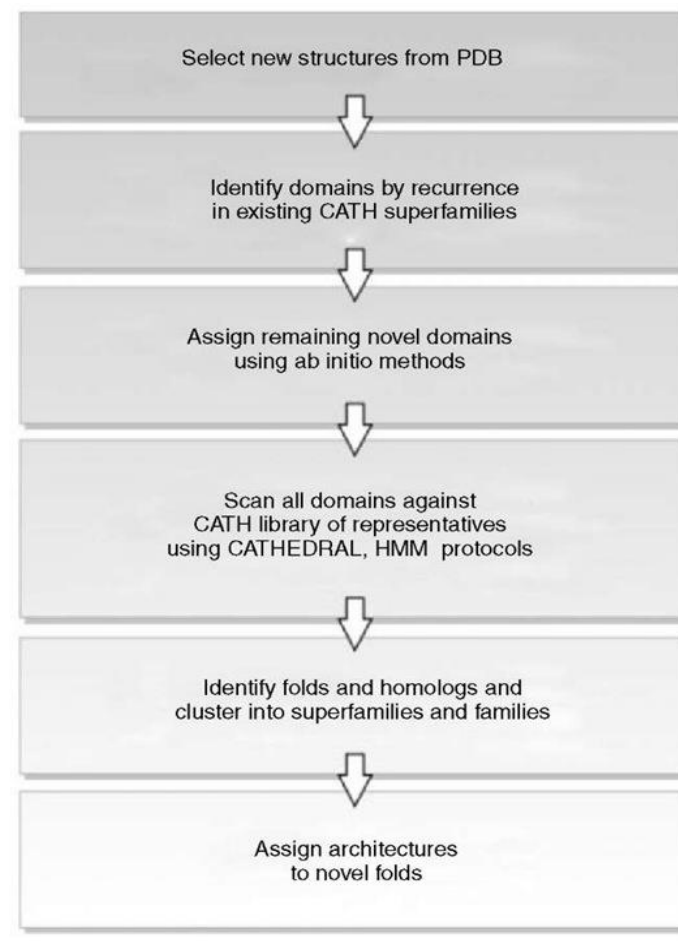 Select new structures from PDB
Identify domains by recurrence
in existing CATH superfamilies
Assign remaining novel domains
using ab initio methods
Scan all domains against
CATH library of representatives
using CATHEDRAL, HMM protocols
Identify folds and homologs and
cluster into superfamilies and families
Assign architectures
to novel folds